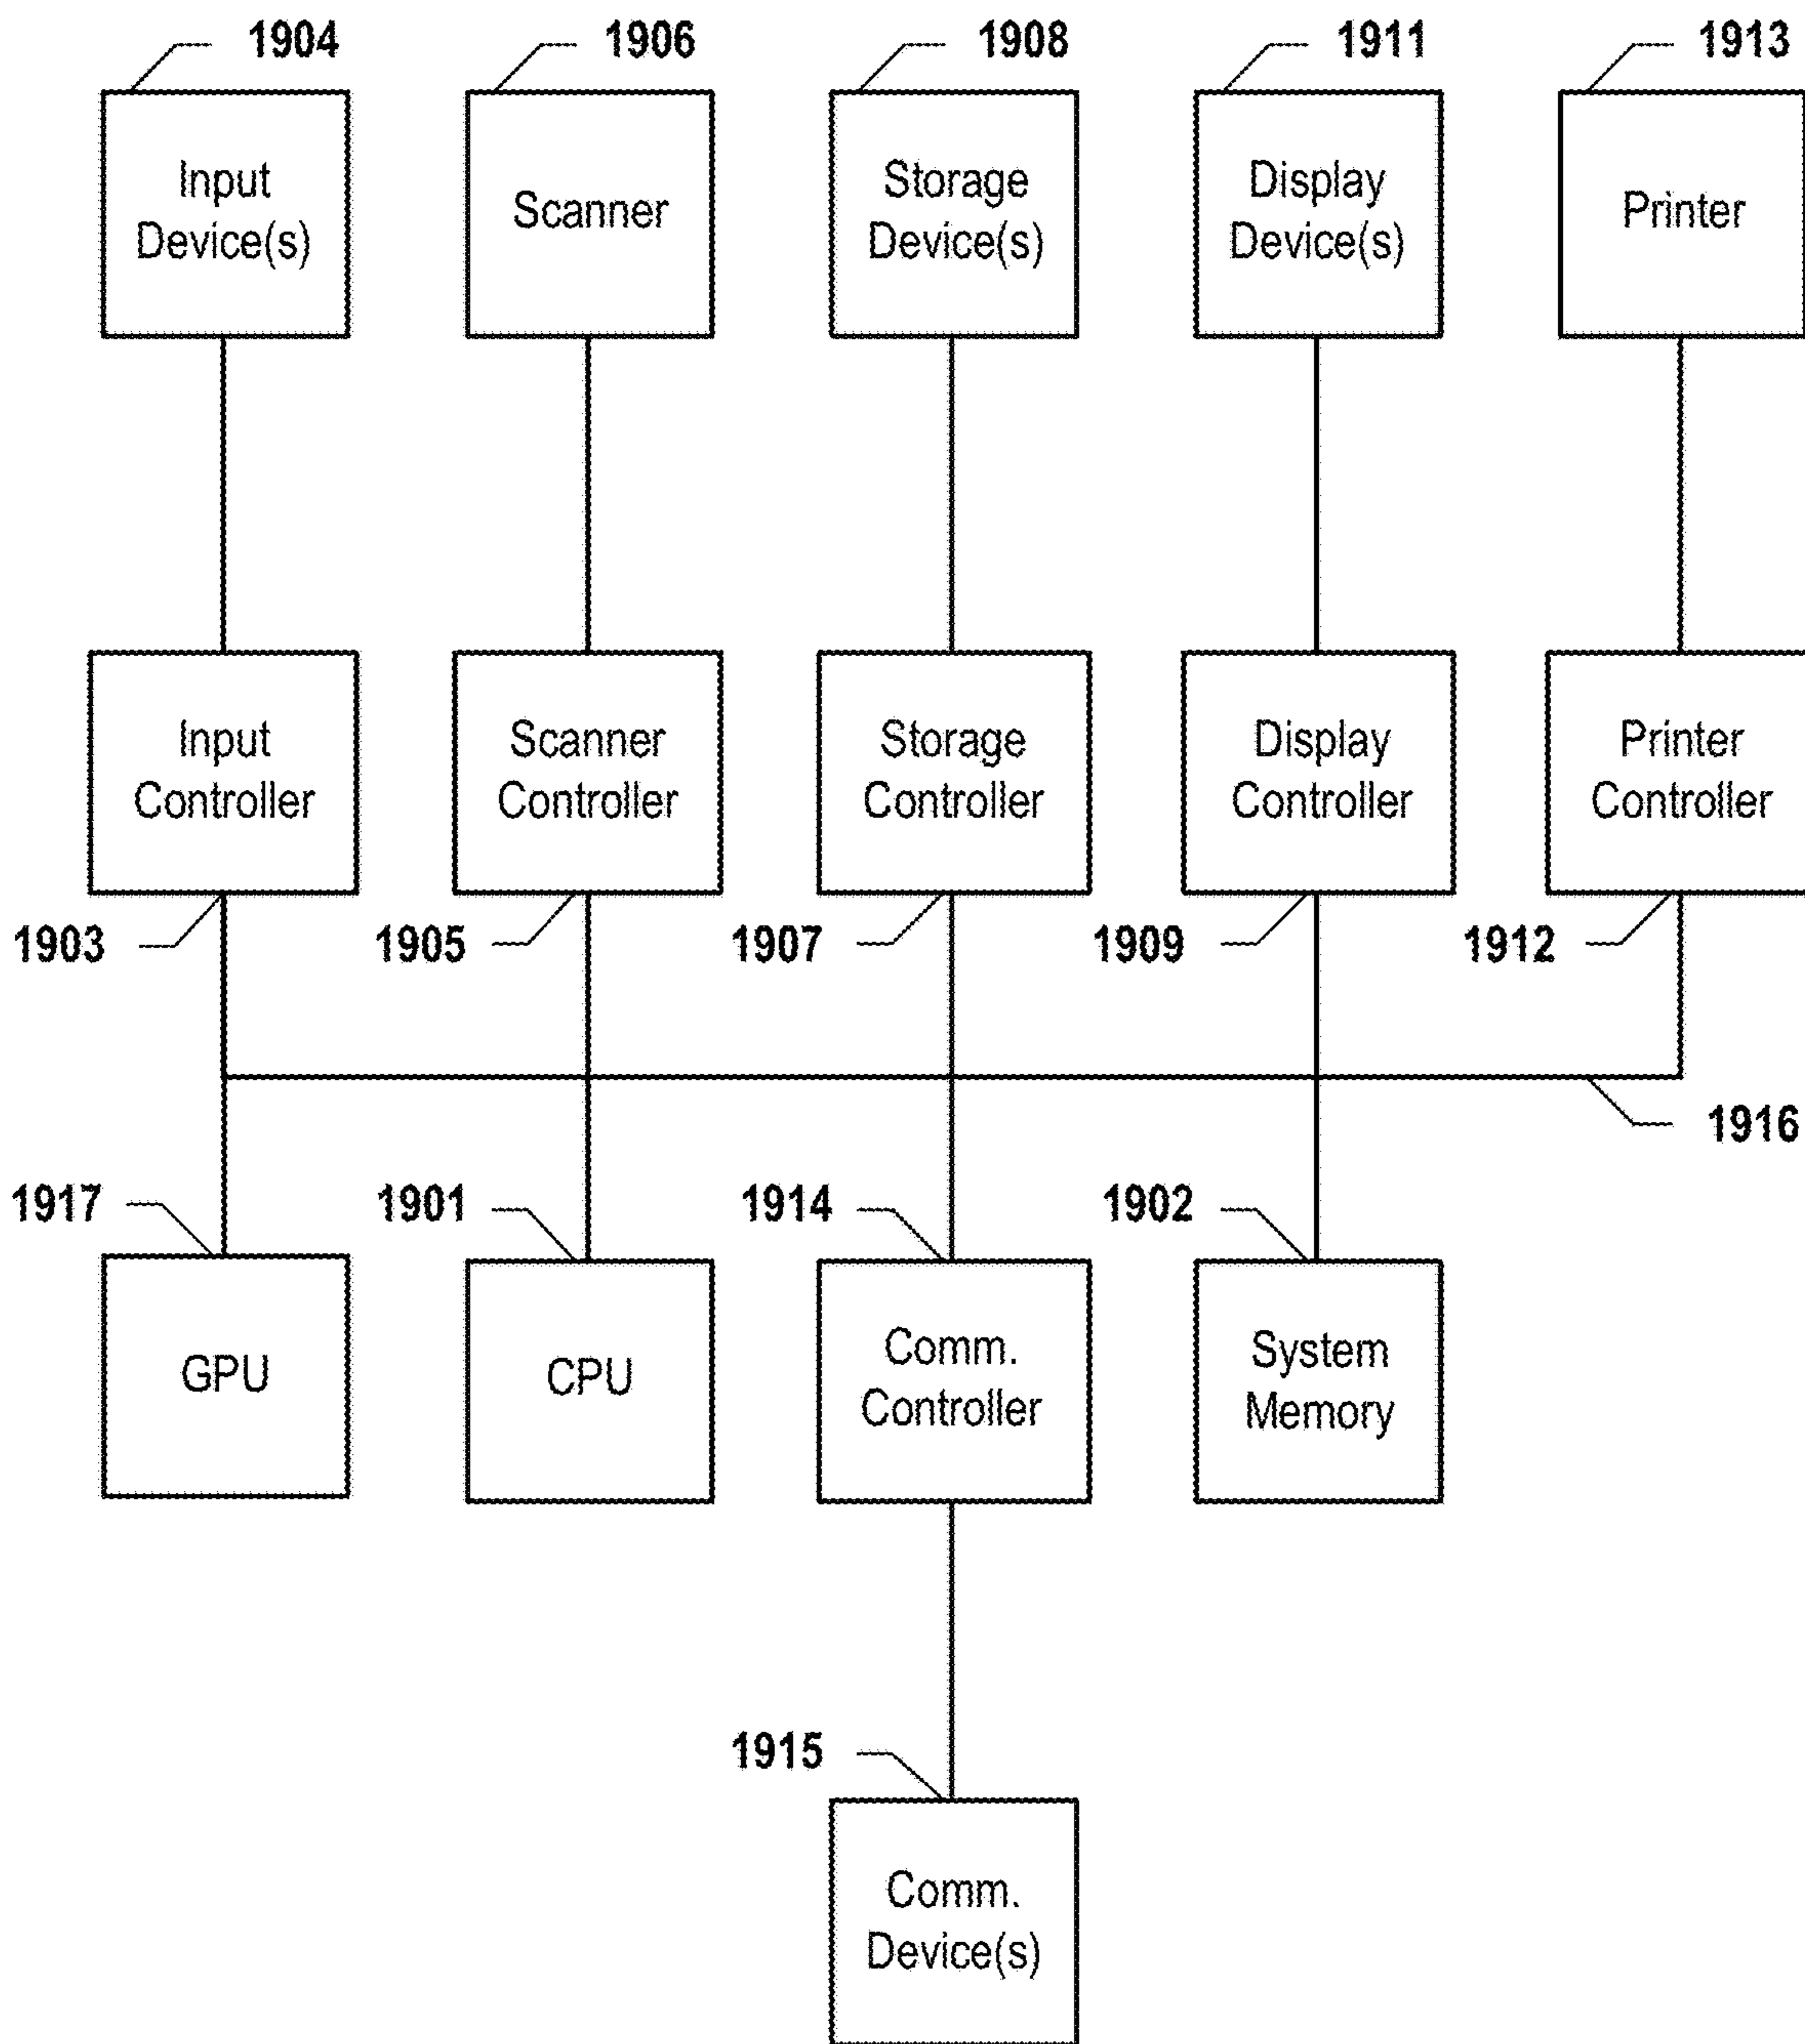 1904
1906
1908
1911
1913
Input
Device(s)
Scanner
Storage
Device(s)
Display
Device(s)
Printer
Input
Controller
Scanner
Controller
Storage
Controller
Display
Controller
Printer
Controller
1903
1905
1907
1909
1912
1916
1917
1901
1914
1902
GPU
CPU
Comm.
Controller
System
Memory
1915
Comm.
Device(s)